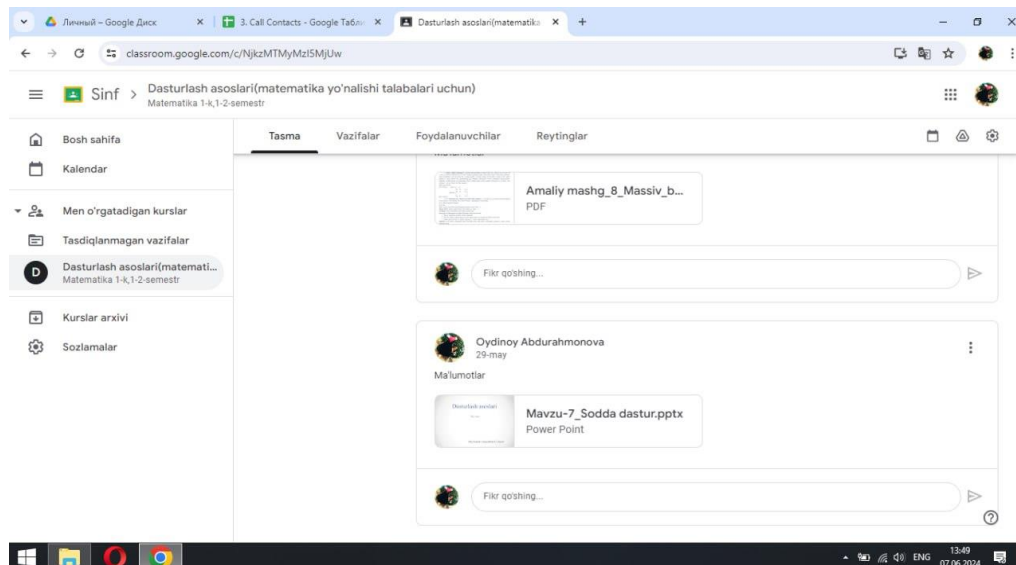 Личный – Google Диск
3. Call Contacts - Google Табли
Dasturlash asoslari(matematika
classroom.google.com/c/NjkzMTMyMzI5MjUw
Sinf > Dasturlash asoslari(matematika yo'nalishi talabalari uchun)
Matematika 1-k,1-2-semestr
Bosh sahifa
Kalendar
Men o'rgatadigan kurslar
Tasdiqlanmagan vazifalar
D
Dasturlash asoslari(matemati...
Matematika 1-k,1-2-semestr
Kurslar arxivi
Sozlamalar
Tasma Vazifalar Foydalanuvchilar Reytinglar
Amaliy mashg_8_Massiv_b...
PDF
Fikr qo'shing...
Oydinoy Abdurahmonova
29-may
Ma'lumotlar
Dasturlash asoslari
Mavzu-7_Sodda dastur.pptx
Power Point
Fikr qo'shing...
ENG
13:49
07.06.2024